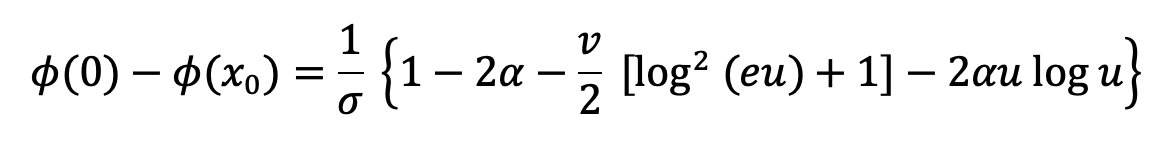 ϕ(0) − ϕ(x₀) = 1/σ {1 − 2α − v/2 [log² (eu) + 1] − 2αu log u}